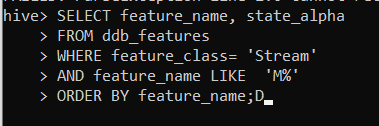 hive> SELECT feature_name, state_alpha
> FROM ddb_features
> WHERE feature_class= 'Stream'
> AND feature_name LIKE  'M%'
> ORDER BY feature_name;D